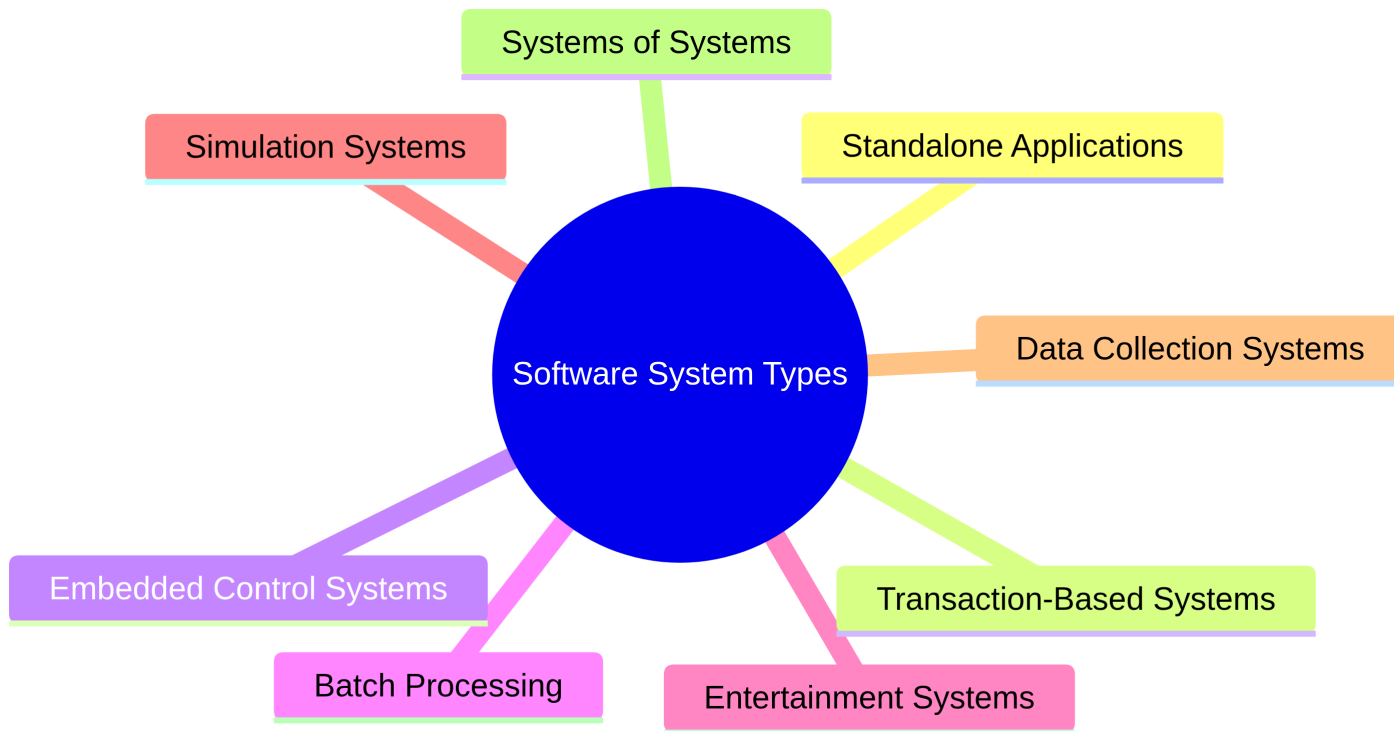 Systems of Systems
Simulation Systems
Standalone Applications
Data Collection Systems
Software System Types
Embedded Control Systems
Transaction-Based Systems
Batch Processing
Entertainment Systems